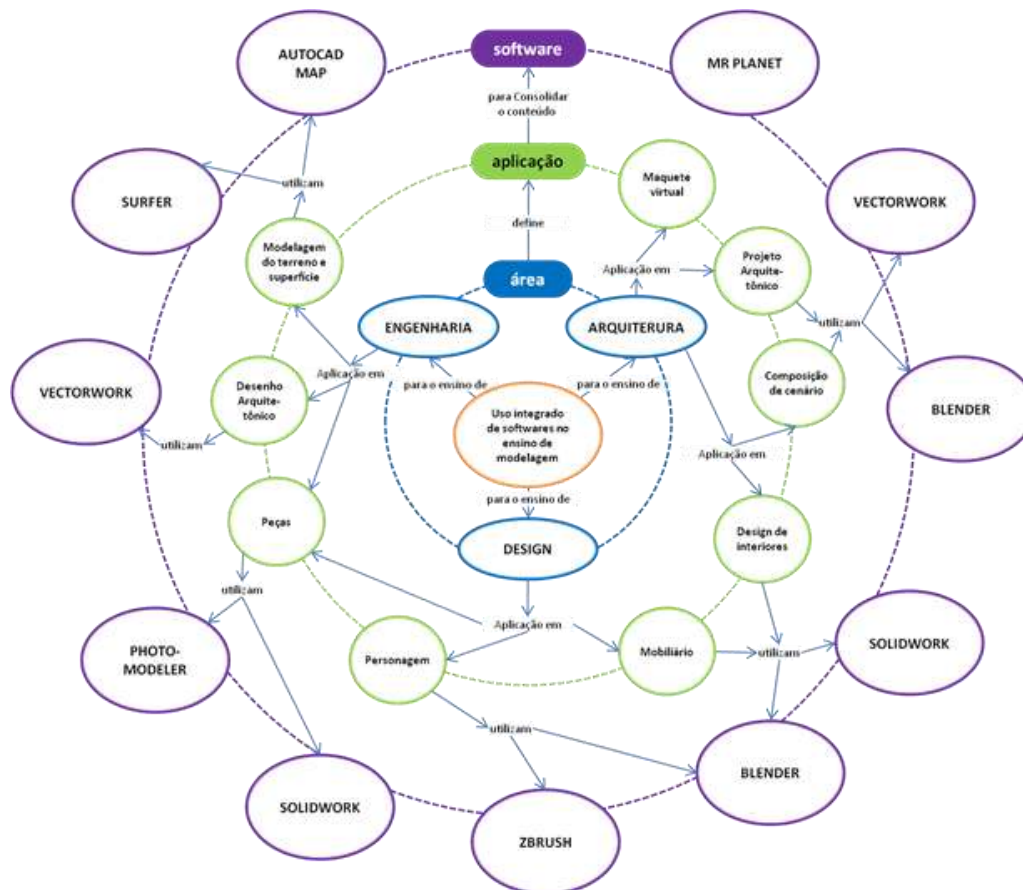 software
AUTOCAD
MAP
MR PLANET
para Consolidar
o conteúdo
aplicação
Maquete
virtual
utilizam
SURFER
VECTORWORK
define
Modelagem
do terreno e
superfície
Projeto
Arquite-
tônico
Aplicação em
área
ENGENHARIA
ARQUITERURA
utilizam
Aplicação em
para o ensino de
para o ensino de
Composição
de cenário
VECTORWORK
Desenho
Arquite-
tônico
BLENDER
Uso integrado
de softwares no
ensino de
modelagem
utilizam
Aplicação em
para o ensino de
Peças
Design de
interiores
DESIGN
utilizam
Aplicação em
PHOTO-
MODELER
Personagem
Mobiliário
utilizam
SOLIDWORK
utilizam
BLENDER
SOLIDWORK
ZBRUSH